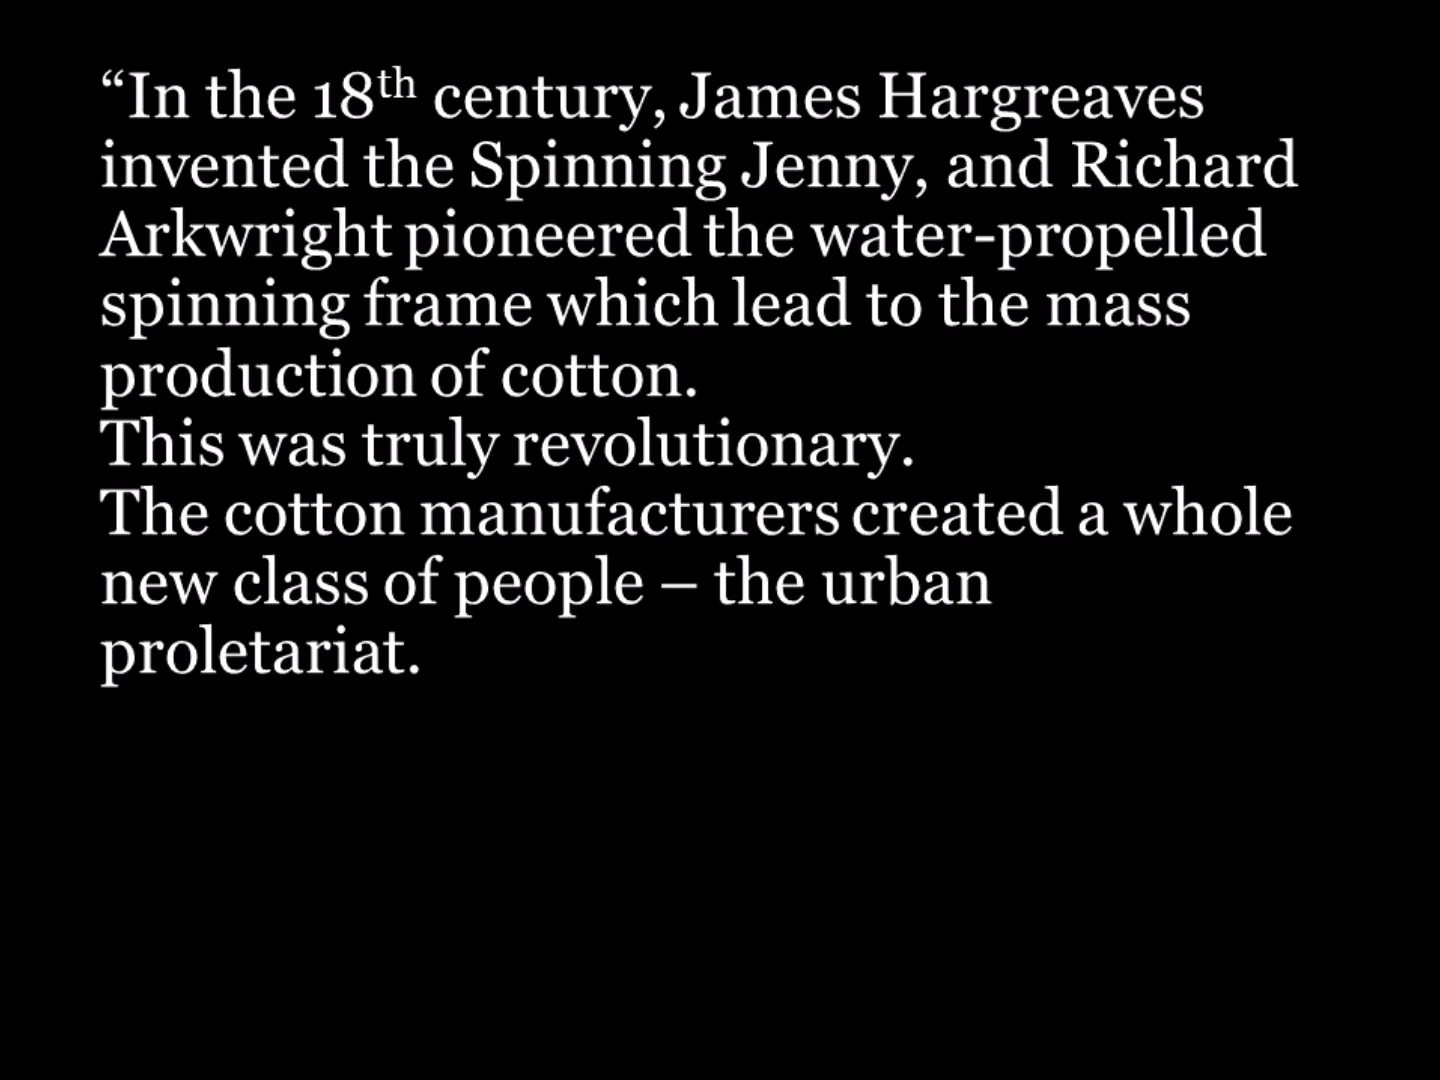 “In the 18th century, James Hargreaves
invented the Spinning Jenny, and Richard
Arkwright pioneered the water-propelled
spinning frame which lead to the mass
production of cotton.
This was truly revolutionary.
The cotton manufacturers created a whole
new class of people – the urban
proletariat.